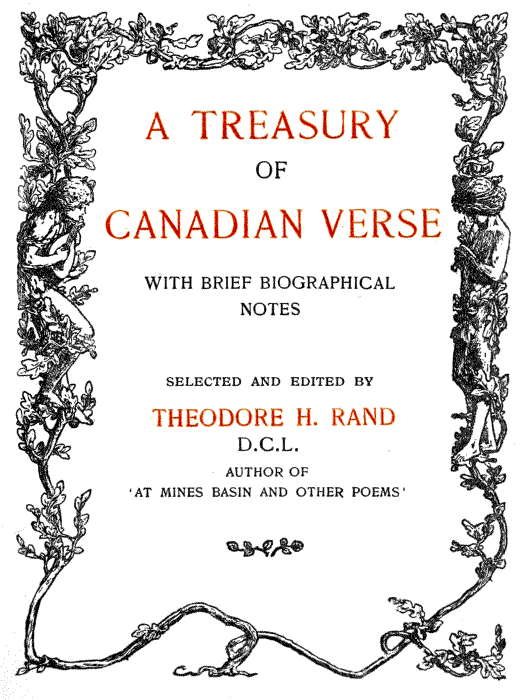 A TREASURY
OF
CANADIAN VERSE
WITH BRIEF BIOGRAPHICAL
NOTES
SELECTED AND EDITED BY
THEODORE H. RAND
D.C.L.
AUTHOR OF
'AT MINES BASIN AND OTHER POEMS'